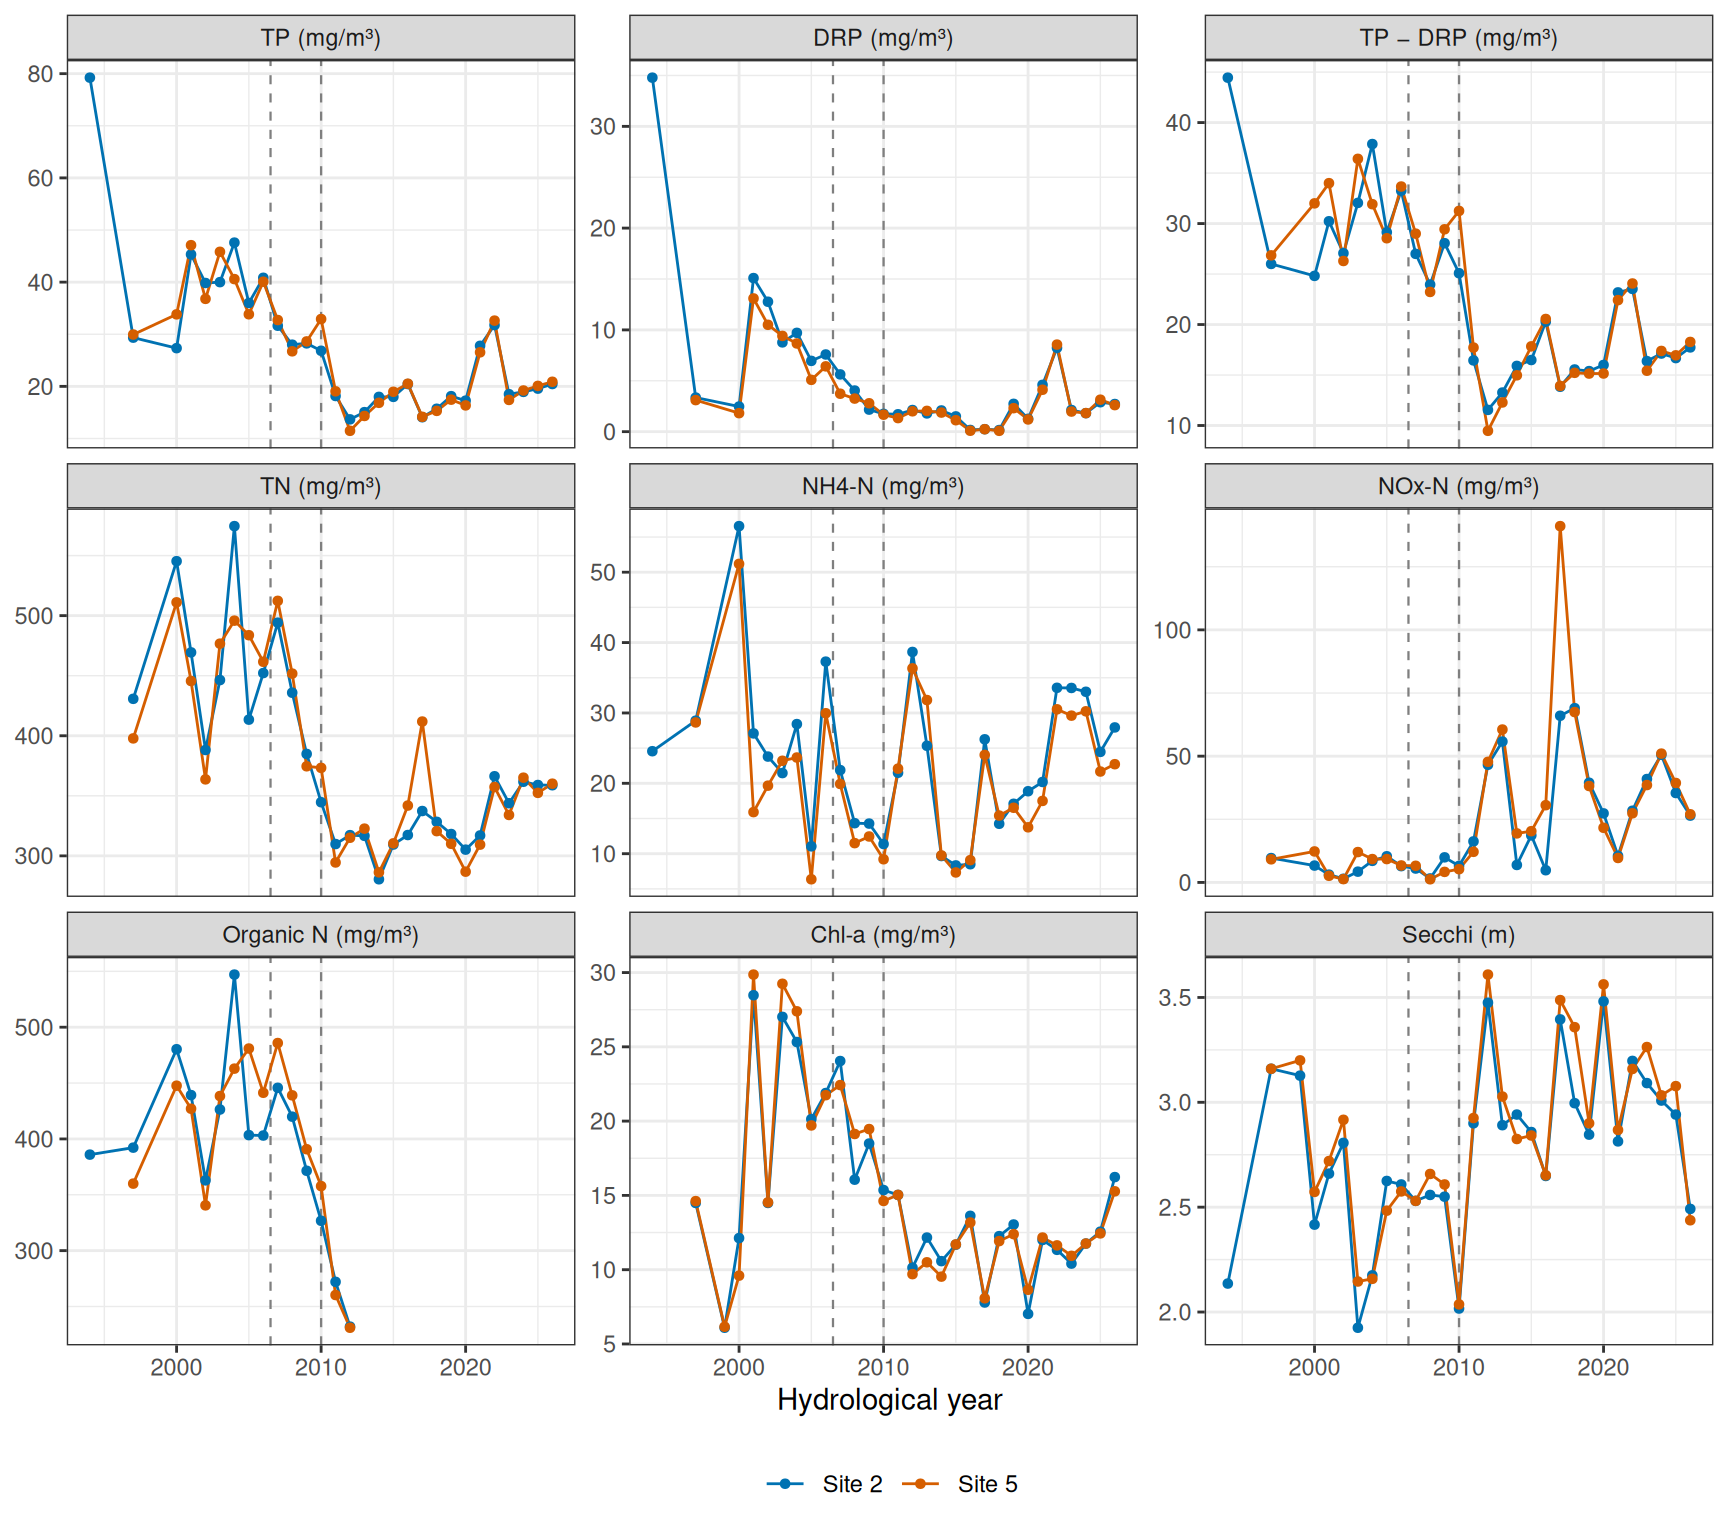 TP (mg/m³)
DRP (mg/m³)
TP − DRP (mg/m³)
80
60
40
20
30
20
10
0
40
30
20
10
TN (mg/m³)
NH4-N (mg/m³)
NOx-N (mg/m³)
500
400
300
50
40
30
20
10
100
50
0
Organic N (mg/m³)
Chl-a (mg/m³)
Secchi (m)
500
400
300
30
25
20
15
10
5
3.5
3.0
2.5
2.0
2000 2010 2020
2000 2010 2020
2000 2010 2020
Hydrological year
Site 2 Site 5